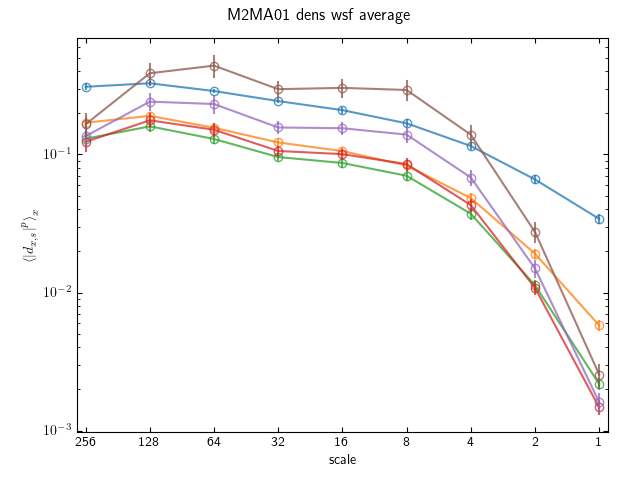 M2MA01 dens wsf average
⟨|d_{x,s}|^p⟩_x
10^{-1}
10^{-2}
10^{-3}
256 128 64 32 16 8 4 2 1
scale